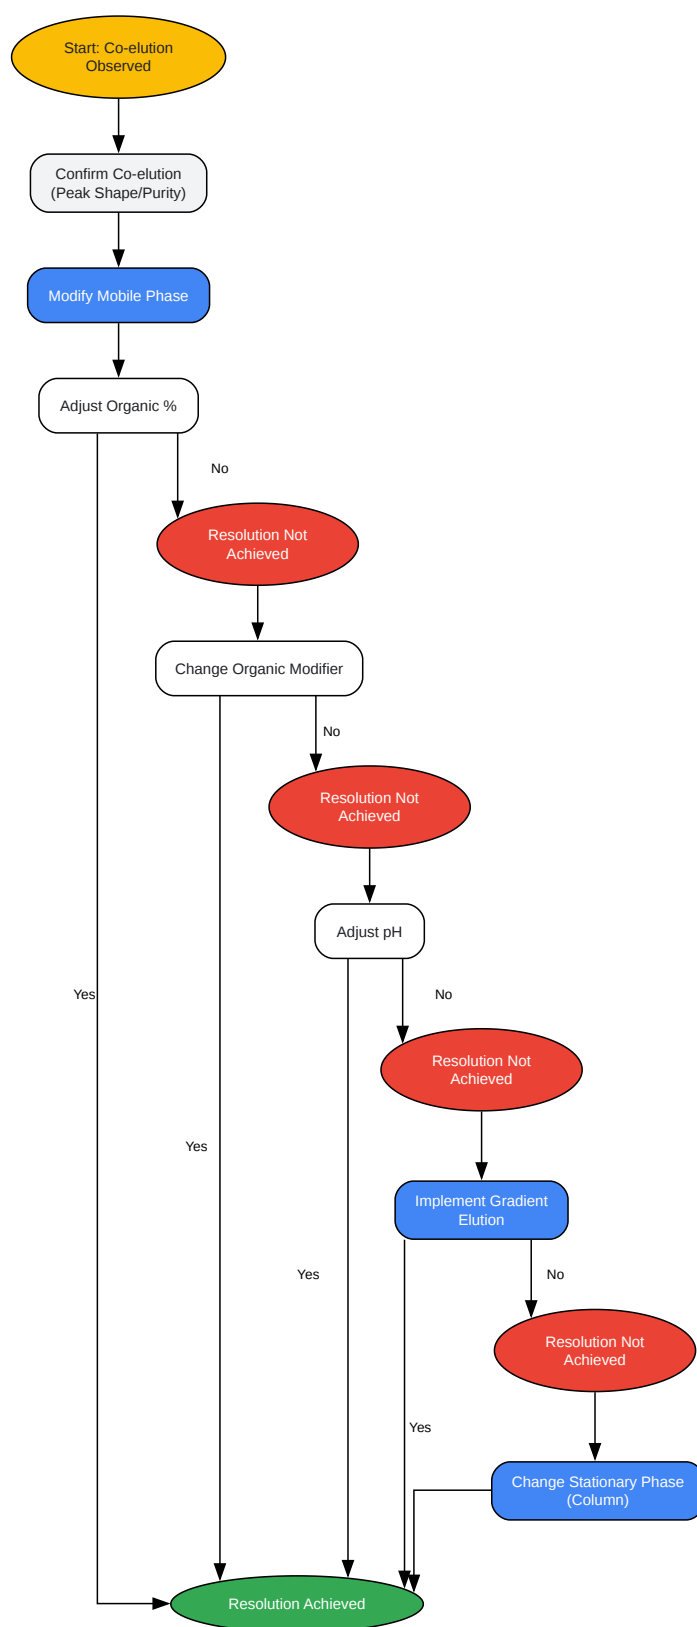 Start: Co-elution
Observed
Confirm Co-elution
(Peak Shape/Purity)
Modify Mobile Phase
Adjust Organic %
No
Resolution Not
Achieved
Change Organic Modifier
No
Resolution Not
Achieved
Adjust pH
Yes
No
Resolution Not
Achieved
Yes
Implement Gradient
Elution
Yes
No
Resolution Not
Achieved
Yes
Change Stationary Phase
(Column)
Resolution Achieved